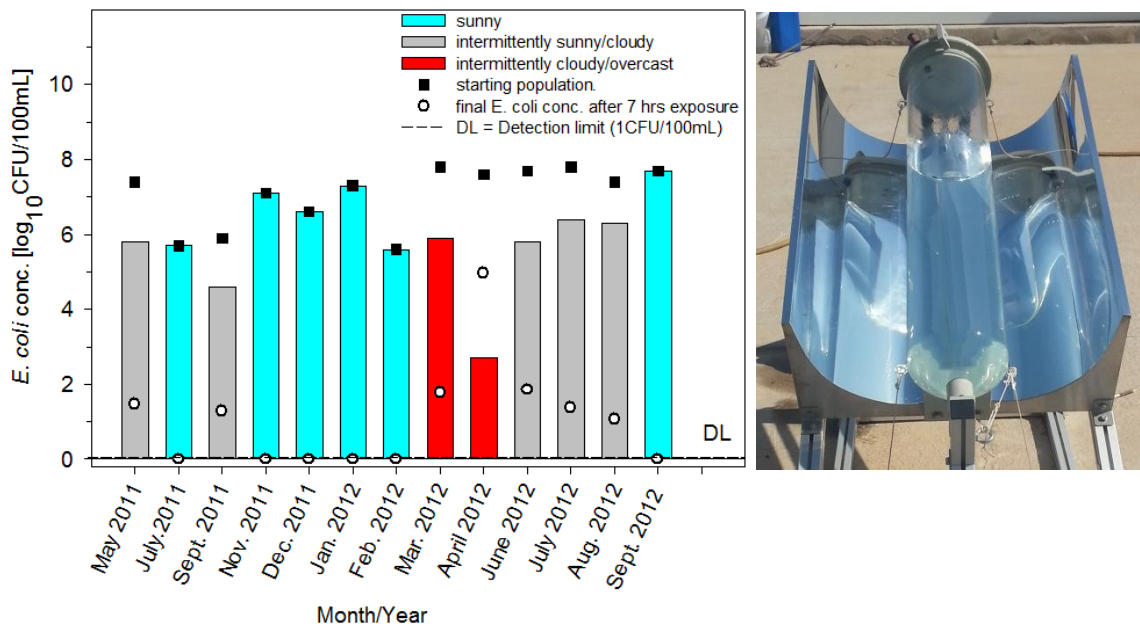 sunny
intermittently sunny/cloudy
intermittently cloudy/overcast
starting population.
final E. coli conc. after 7 hrs exposure
DL = Detection limit (1CFU/100mL)
E. coli conc. [log10CFU/100mL]
10
8
6
4
2
0
DL
May 2011
July.2011
Sept. 2011
Nov. 2011
Dec. 2011
Jan. 2012
Feb. 2012
Mar. 2012
April 2012
June 2012
July 2012
Aug. 2012
Sept. 2012
Month/Year